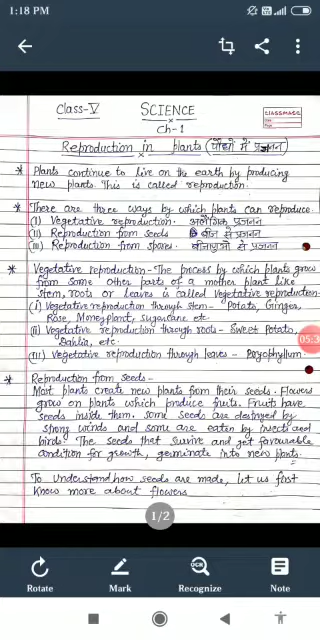 1:18 PM
Class-V SCIENCE
Ch-1
CLASSMATE
Date
Page
Reproduction in plants (पौधों में प्रजनन)
* Plants continue to live on the earth by producing
new plants. This is called reproduction.
* There are three ways by which plants can reproduce.
(I) Vegetative reproduction. अलैंगिक प्रजनन
(II) Reproduction from seeds बीज से प्रजनन
(III) Reproduction from spores. बीजाणुओं से प्रजनन
* Vegetative reproduction - The process by which plants grow
from some other parts of a mother plant like
stem, roots or leaves is called vegetative reproduction
(i) Vegetative reproduction through stem - Potato, Ginger,
Rose, Moneyplant, Sugarcane etc.
05:3
(ii) Vegetative reproduction through roots - Sweet Potato,
Dahlia, etc.
(III) Vegetative reproduction through leaves -
* Reproduction from seeds -
Most plants create new plants from their seeds. Flowers
grow on plants which produce fruits. Fruit have
seeds inside them. Some seeds are destroyed by
strong winds and some are eaten by insects and
birds. The seeds that survive and get favourable
condition for growth, germinate into new plants.
To understand how seeds are made, let us first
know more about flowers
1/2
OCR
Rotate Mark Recognize Note